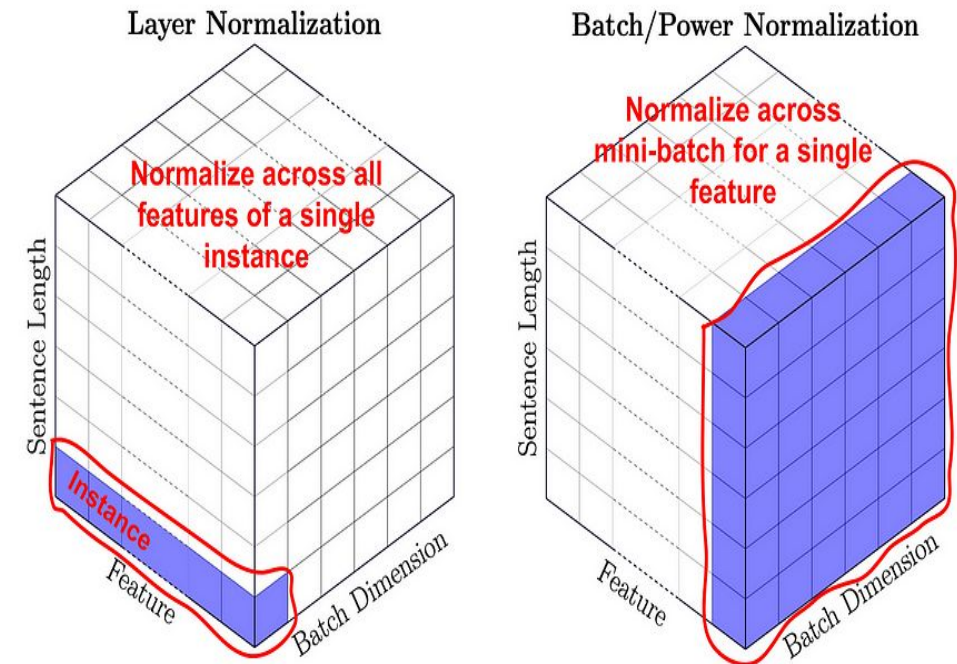 Layer Normalization
Normalize across all
features of a single
instance
Sentence Length
Instance
Feature
Batch Dimension
Batch/Power Normalization
Normalize across
mini-batch for a single
feature
Sentence Length
Feature
Batch Dimension